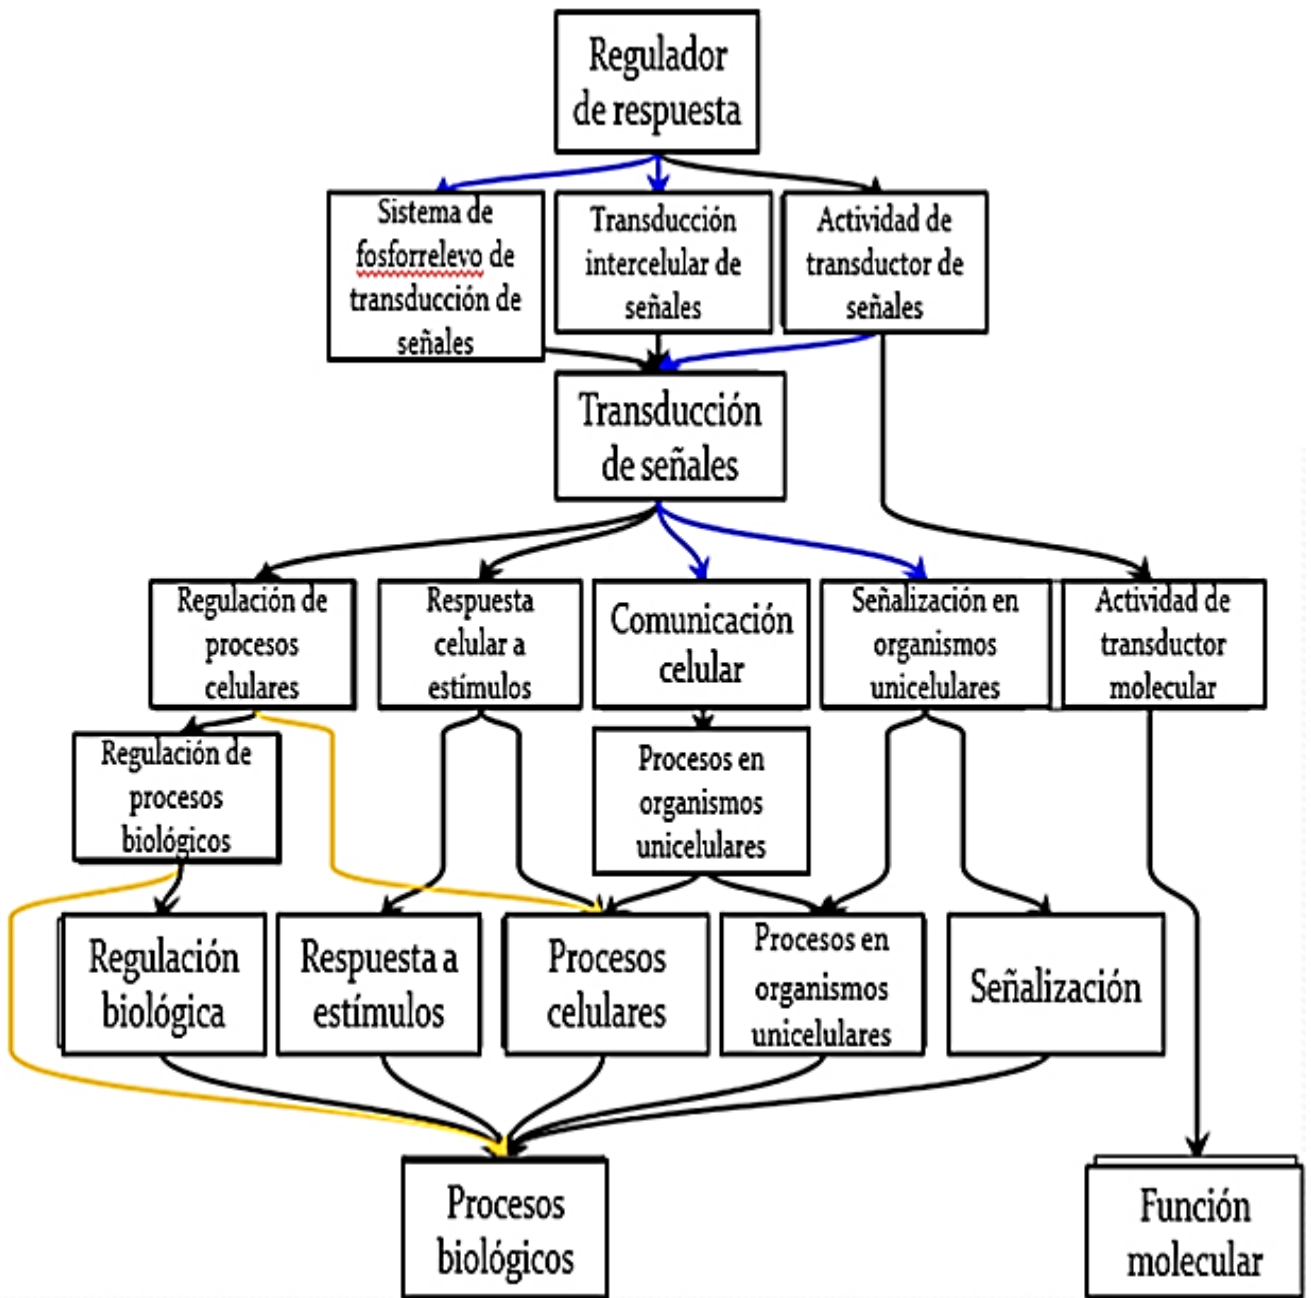 Regulador
de respuesta
Sistema de
fosforrelevo de
transducción de
señales
Transducción
intercelular de
señales
Actividad de
transductor de
señales
Transducción
de señales
Regulación de
procesos
celulares
Respuesta
celular a
estímulos
Comunicación
celular
Señalización en
organismos
unicelulares
Actividad de
transductor
molecular
Regulación de
procesos
biológicos
Procesos en
organismos
unicelulares
Regulación
biológica
Respuesta a
estímulos
Procesos
celulares
Procesos en
organismos
unicelulares
Señalización
Procesos
biológicos
Función
molecular